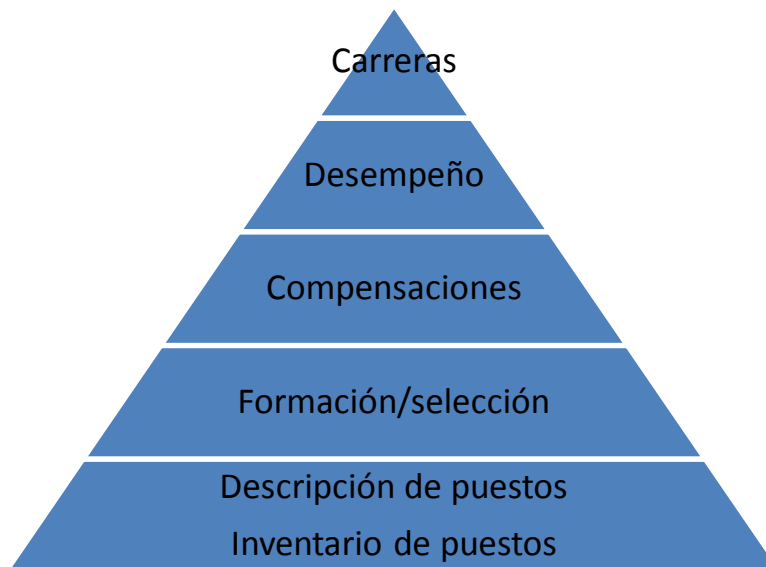 Carreras
Desempeño
Compensaciones
Formación/selección
Descripción de puestos
Inventario de puestos